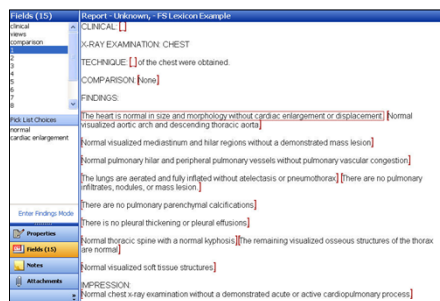 Fields (15)
clinical
views
comparison
1
2
3
4
5
6
7
8
Pick List Choices
normal
cardiac enlargement
Enter Findings Mode
Properties
Fields (15)
Notes
Attachments
Report - Unknown, - FS Lexicon Example
CLINICAL: [ ]
X-RAY EXAMINATION: CHEST
TECHNIQUE: [ ] of the chest were obtained.
COMPARISON: [None]
FINDINGS:
[The heart is normal in size and morphology without cardiac enlargement or displacement.] [Normal
visualized aortic arch and descending thoracic aorta]
[Normal visualized mediastinum and hilar regions without a demonstrated mass lesion]
[Normal pulmonary hilar and peripheral pulmonary vessels without pulmonary vascular congestion]
[The lungs are aerated and fully inflated without atelectasis or pneumothorax] [There are no pulmonary
infiltrates, nodules, or mass lesion.]
[There are no pulmonary parenchymal calcifications]
[There is no pleural thickening or pleural effusions]
[Normal thoracic spine with a normal kyphosis] [The remaining visualized osseous structures of the thorax
are normal]
[Normal visualized soft tissue structures]
IMPRESSION:
[Normal chest x-ray examination without a demonstrated acute or active cardiopulmonary process]